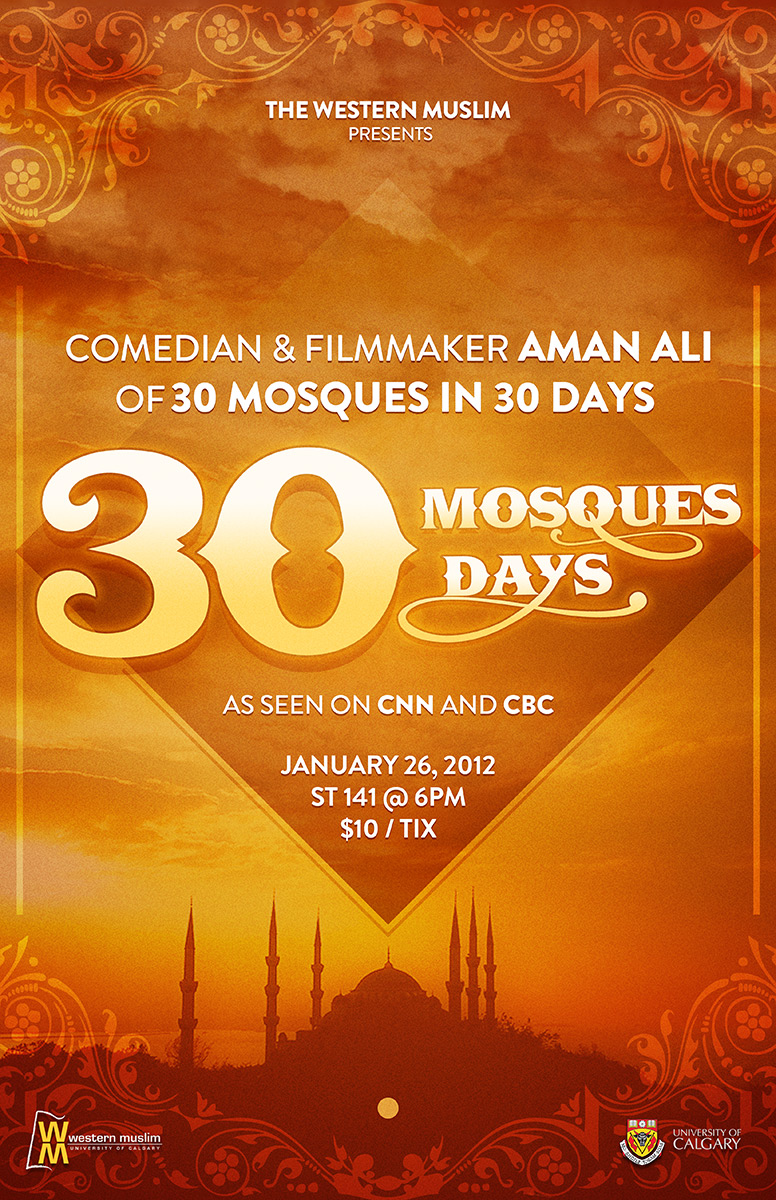 THE WESTERN MUSLIM
PRESENTS
COMEDIAN & FILMMAKER AMAN ALI
OF 30 MOSQUES IN 30 DAYS
30 MOSQUES
DAYS
AS SEEN ON CNN AND CBC
JANUARY 26, 2012
ST 141 @ 6PM
$10 / TIX
WM western muslim
UNIVERSITY OF CALGARY
UNIVERSITY OF
CALGARY